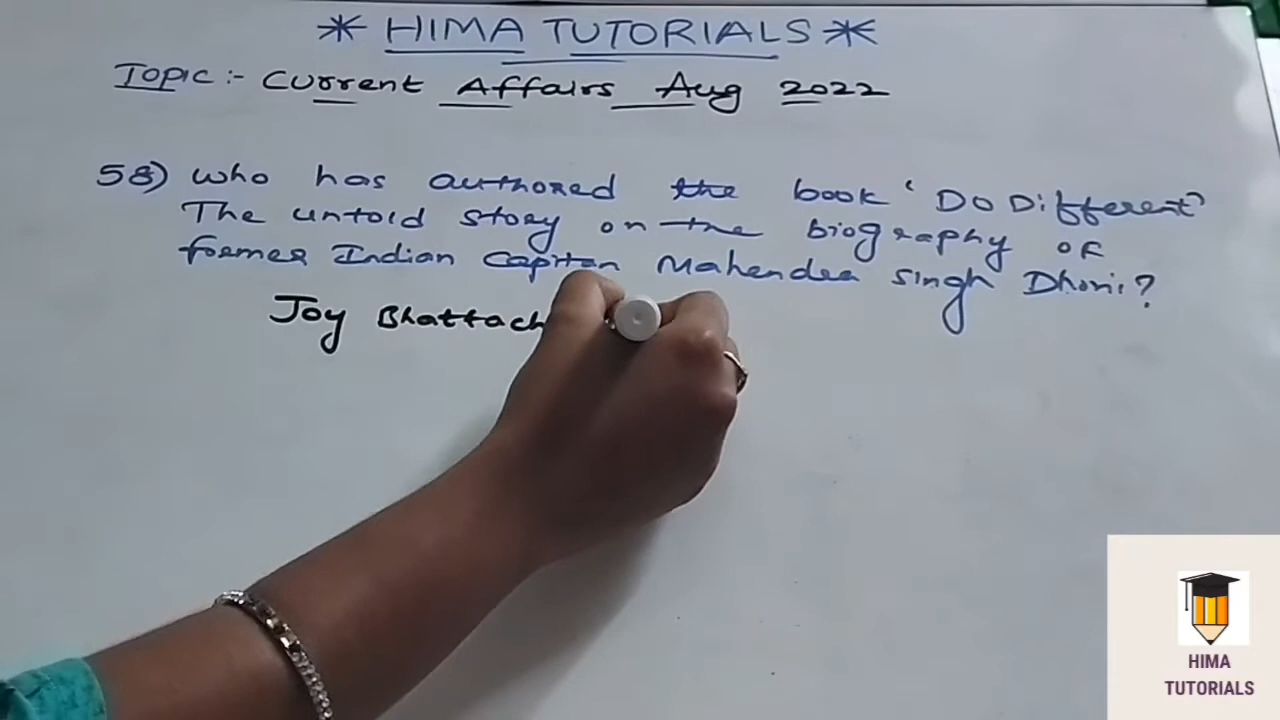 * HIMA TUTORIALS *
Topic:- Current Affairs Aug 2022
58) Who has authored the book 'Do Different'
The untold story on the biography of
former Indian Capiten Mahendra Singh Dhoni?
Joy Bhattach
HIMA
TUTORIALS